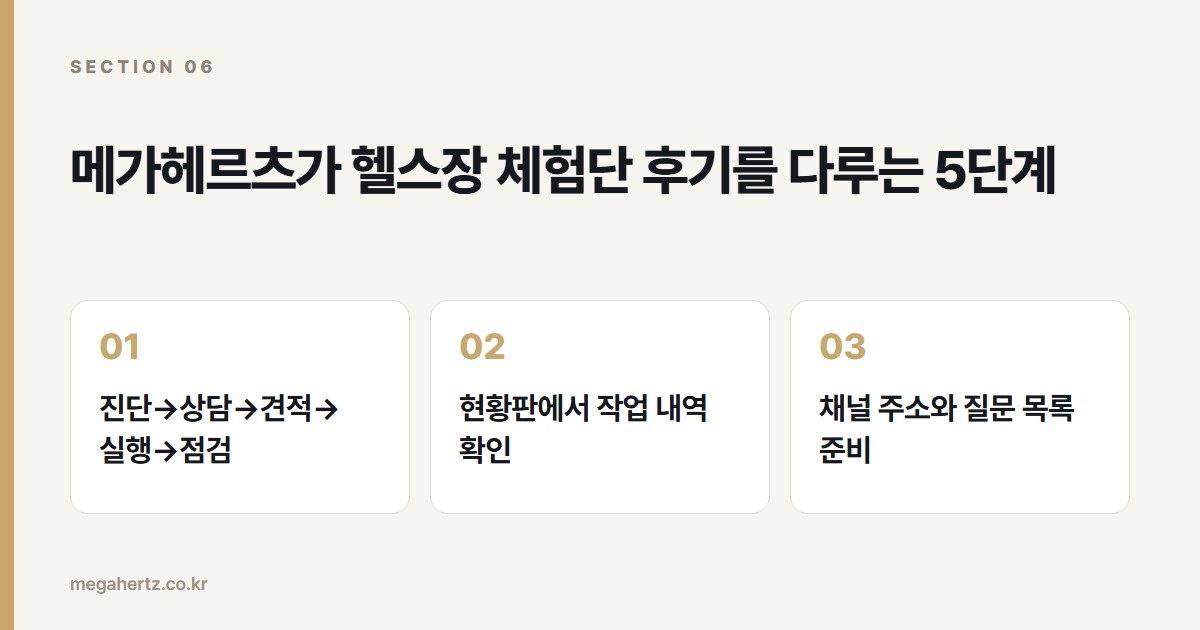 SECTION 06
메가헤르츠가 헬스장 체험단 후기를 다루는 5단계
01
진단→상담→견적→
실행→점검
02
현황판에서 작업 내역
확인
03
채널 주소와 질문 목록
준비
megahertz.co.kr